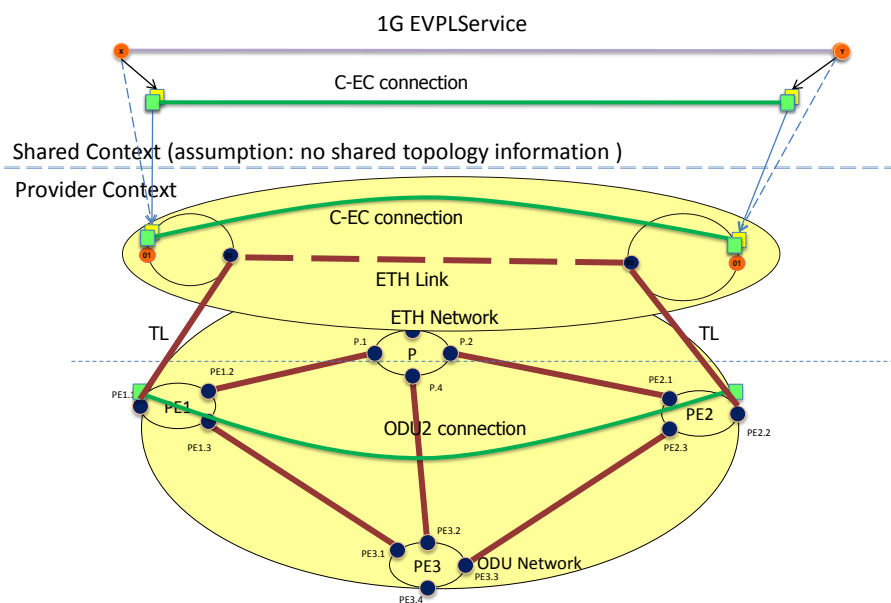 1G EVPLService
X
Y
C-EC connection
Shared Context (assumption: no shared topology information )
Provider Context
C-EC connection
01
01
ETH Link
ETH Network
TL
TL
P.1
P
P.2
P.4
PE1.2
PE1.1
PE1
PE1.3
PE2.1
PE2
PE2.2
PE2.3
ODU2 connection
PE3.2
PE3.1
PE3
ODU Network
PE3.3
PE3.4